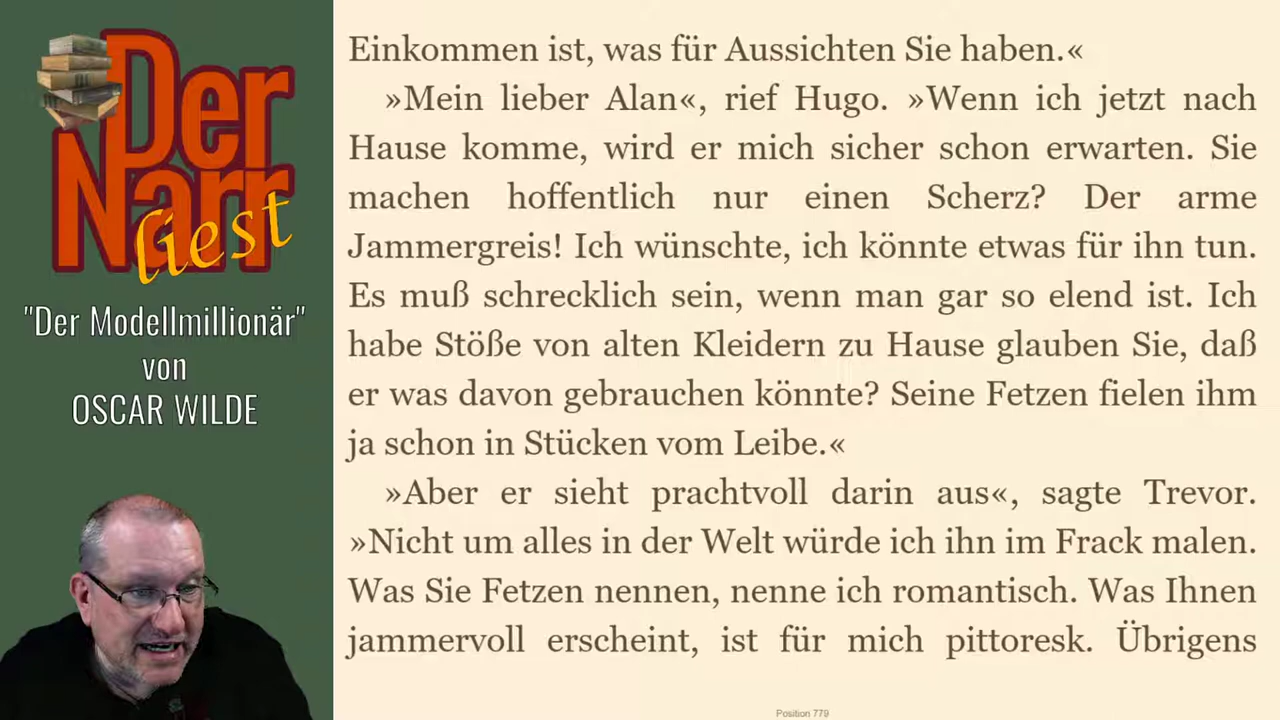 Der
Narr
liest
"Der Modellmillionär"
von
OSCAR WILDE
Einkommen ist, was für Aussichten Sie haben.«
»Mein lieber Alan«, rief Hugo. »Wenn ich jetzt nach
Hause komme, wird er mich sicher schon erwarten. Sie
machen hoffentlich nur einen Scherz? Der arme
Jammergreis! Ich wünschte, ich könnte etwas für ihn tun.
Es muß schrecklich sein, wenn man gar so elend ist. Ich
habe Stöße von alten Kleidern zu Hause glauben Sie, daß
er was davon gebrauchen könnte? Seine Fetzen fielen ihm
ja schon in Stücken vom Leibe.«
»Aber er sieht prachtvoll darin aus«, sagte Trevor.
»Nicht um alles in der Welt würde ich ihn im Frack malen.
Was Sie Fetzen nennen, nenne ich romantisch. Was Ihnen
jammervoll erscheint, ist für mich pittoresk. Übrigens
Position 779